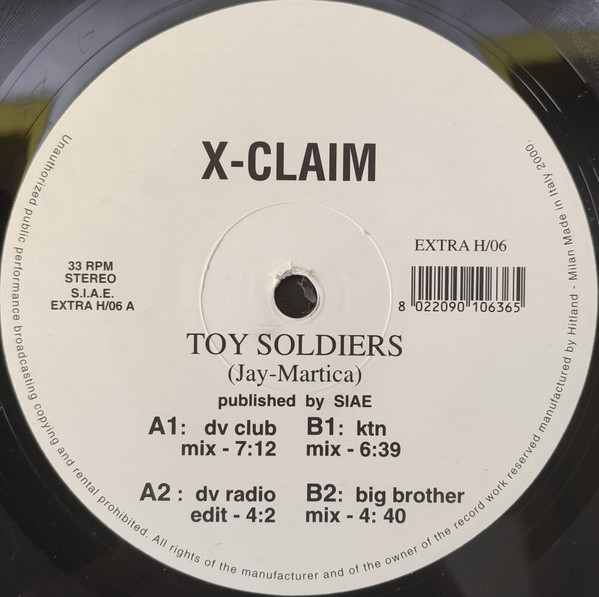 X-CLAIM
EXTRA H/06
33 RPM
STEREO
S.I.A.E.
EXTRA H/06 A
8 022090 106365
TOY SOLDIERS
(Jay-Martica)
published by SIAE
A1: dv club
mix - 7:12
B1: ktn
mix - 6:39
A2 : dv radio
edit - 4:2
B2: big brother
mix - 4: 40
Unauthorized public performance broadcasting copying and rental prohibited. All rights of the manufacturer and of the owner of the record work reserved manufactured by Hitland - Milan Made in Italy 2000.